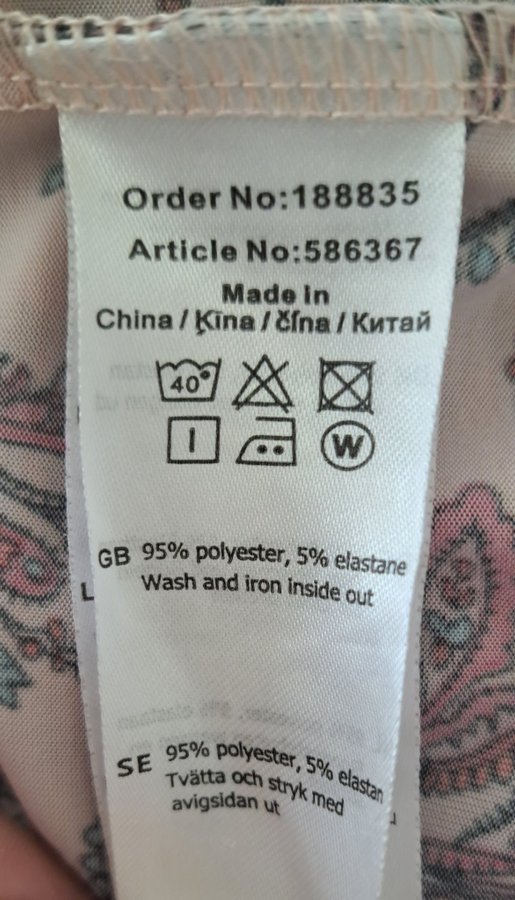 Order No:188835
Article No:586367
Made in
China / Ķīna / čína / Китай
40°
W
GB 95% polyester, 5% elastane
Wash and iron inside out
L
SE 95% polyester, 5% elastan
Tvätta och stryk med
avigsidan ut